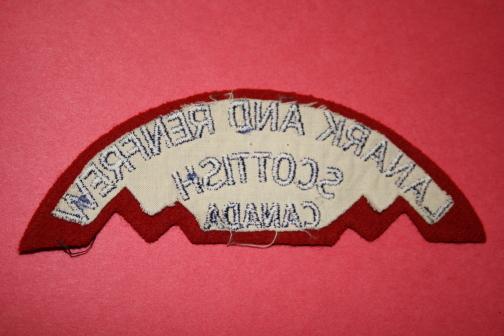 LANARK AND RENFREW
SCOTTISH
CANADA